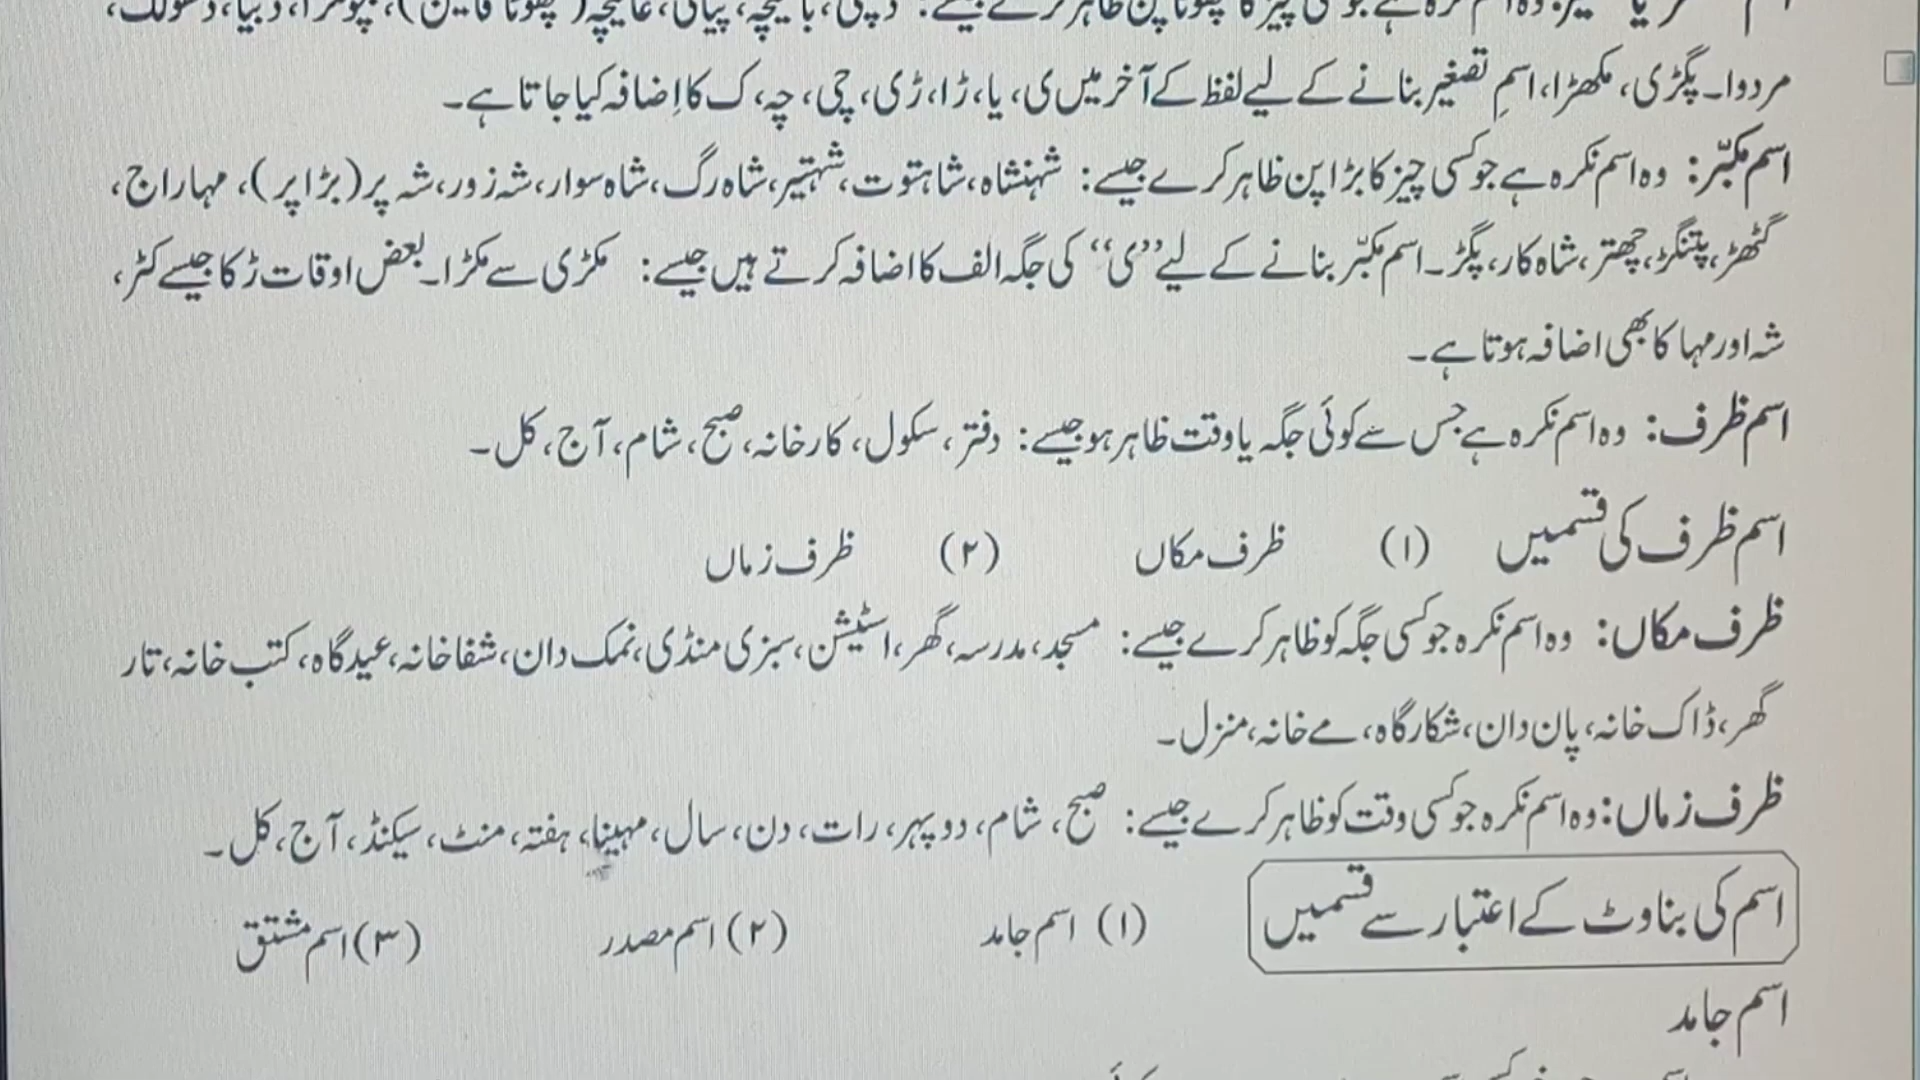 مردوا۔ پگڑی، مکھڑا، اسمِ تصغیر بنانے کے لیے لفظ کے آخر میں ی، یا، ڑا، ڑی، چی، چہ، ک کا اِضافہ کیا جاتا ہے۔
اسم مکبّر: وہ اسم نکرہ ہے جو کسی چیز کا بڑا پن ظاہر کرے جیسے: شہنشاہ، شاہتوت، شہتیر، شاہ رگ، شاہ سوار، شہ زور، شہ پر (بڑا پر)، مہاراج،
گٹھڑ، پتنگڑ، چھتر، شاہ کار، پگڑ۔ اسم مکبّر بنانے کے لیے ”ی“ کی جگہ الف کا اضافہ کرتے ہیں جیسے: مکڑی سے مکڑا۔ بعض اوقات ڑ کا جیسے کٹر،
شہ اور مہا کا بھی اضافہ ہوتا ہے۔
اسم ظرف: وہ اسم نکرہ ہے جس سے کوئی جگہ یا وقت ظاہر ہو جیسے: دفتر، سکول، کارخانہ، صبح، شام، آج، کل۔
اسم ظرف کی قسمیں (۱) ظرف مکاں (۲) ظرف زماں
ظرف مکاں: وہ اسم نکرہ جو کسی جگہ کو ظاہر کرے جیسے: مسجد، مدرسہ، گھر، اسٹیشن، سبزی منڈی، نمک دان، شفا خانہ، عید گاہ، کتب خانہ، تار
گھر، ڈاک خانہ، پان دان، شکار گاہ، مے خانہ، منزل۔
ظرف زماں: وہ اسم نکرہ جو کسی وقت کو ظاہر کرے جیسے: صبح، شام، دوپہر، رات، دن، سال، مہینا، ہفتہ، منٹ، سیکنڈ، آج، کل۔
اسم کی بناوٹ کے اعتبار سے قسمیں (۱) اسم جامد (۲) اسم مصدر (۳) اسم مشتق
اسم جامد